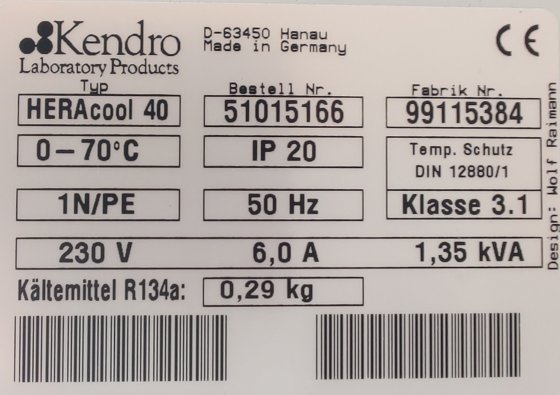 Kendro
Laboratory Products
D-63450 Hanau
Made in Germany
CE
Typ Bestell Nr. Fabrik Nr.
HERAcool 40 51015166 99115384
0-70°C IP 20 Temp. Schutz
DIN 12880/1
1N/PE 50 Hz Klasse 3.1
230 V 6,0 A 1,35 kVA
Kältemittel R134a: 0,29 kg
Design: Wolf Raimann